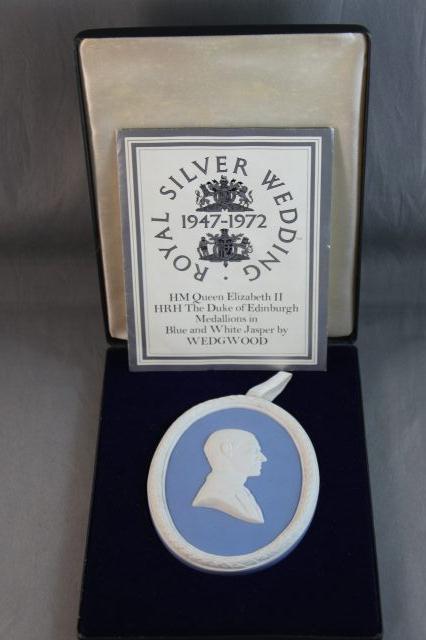 ROYAL SILVER WEDDING
1947-1972
HM Queen Elizabeth II
HRH The Duke of Edinburgh
Medallions in
Blue and White Jasper by
WEDGWOOD